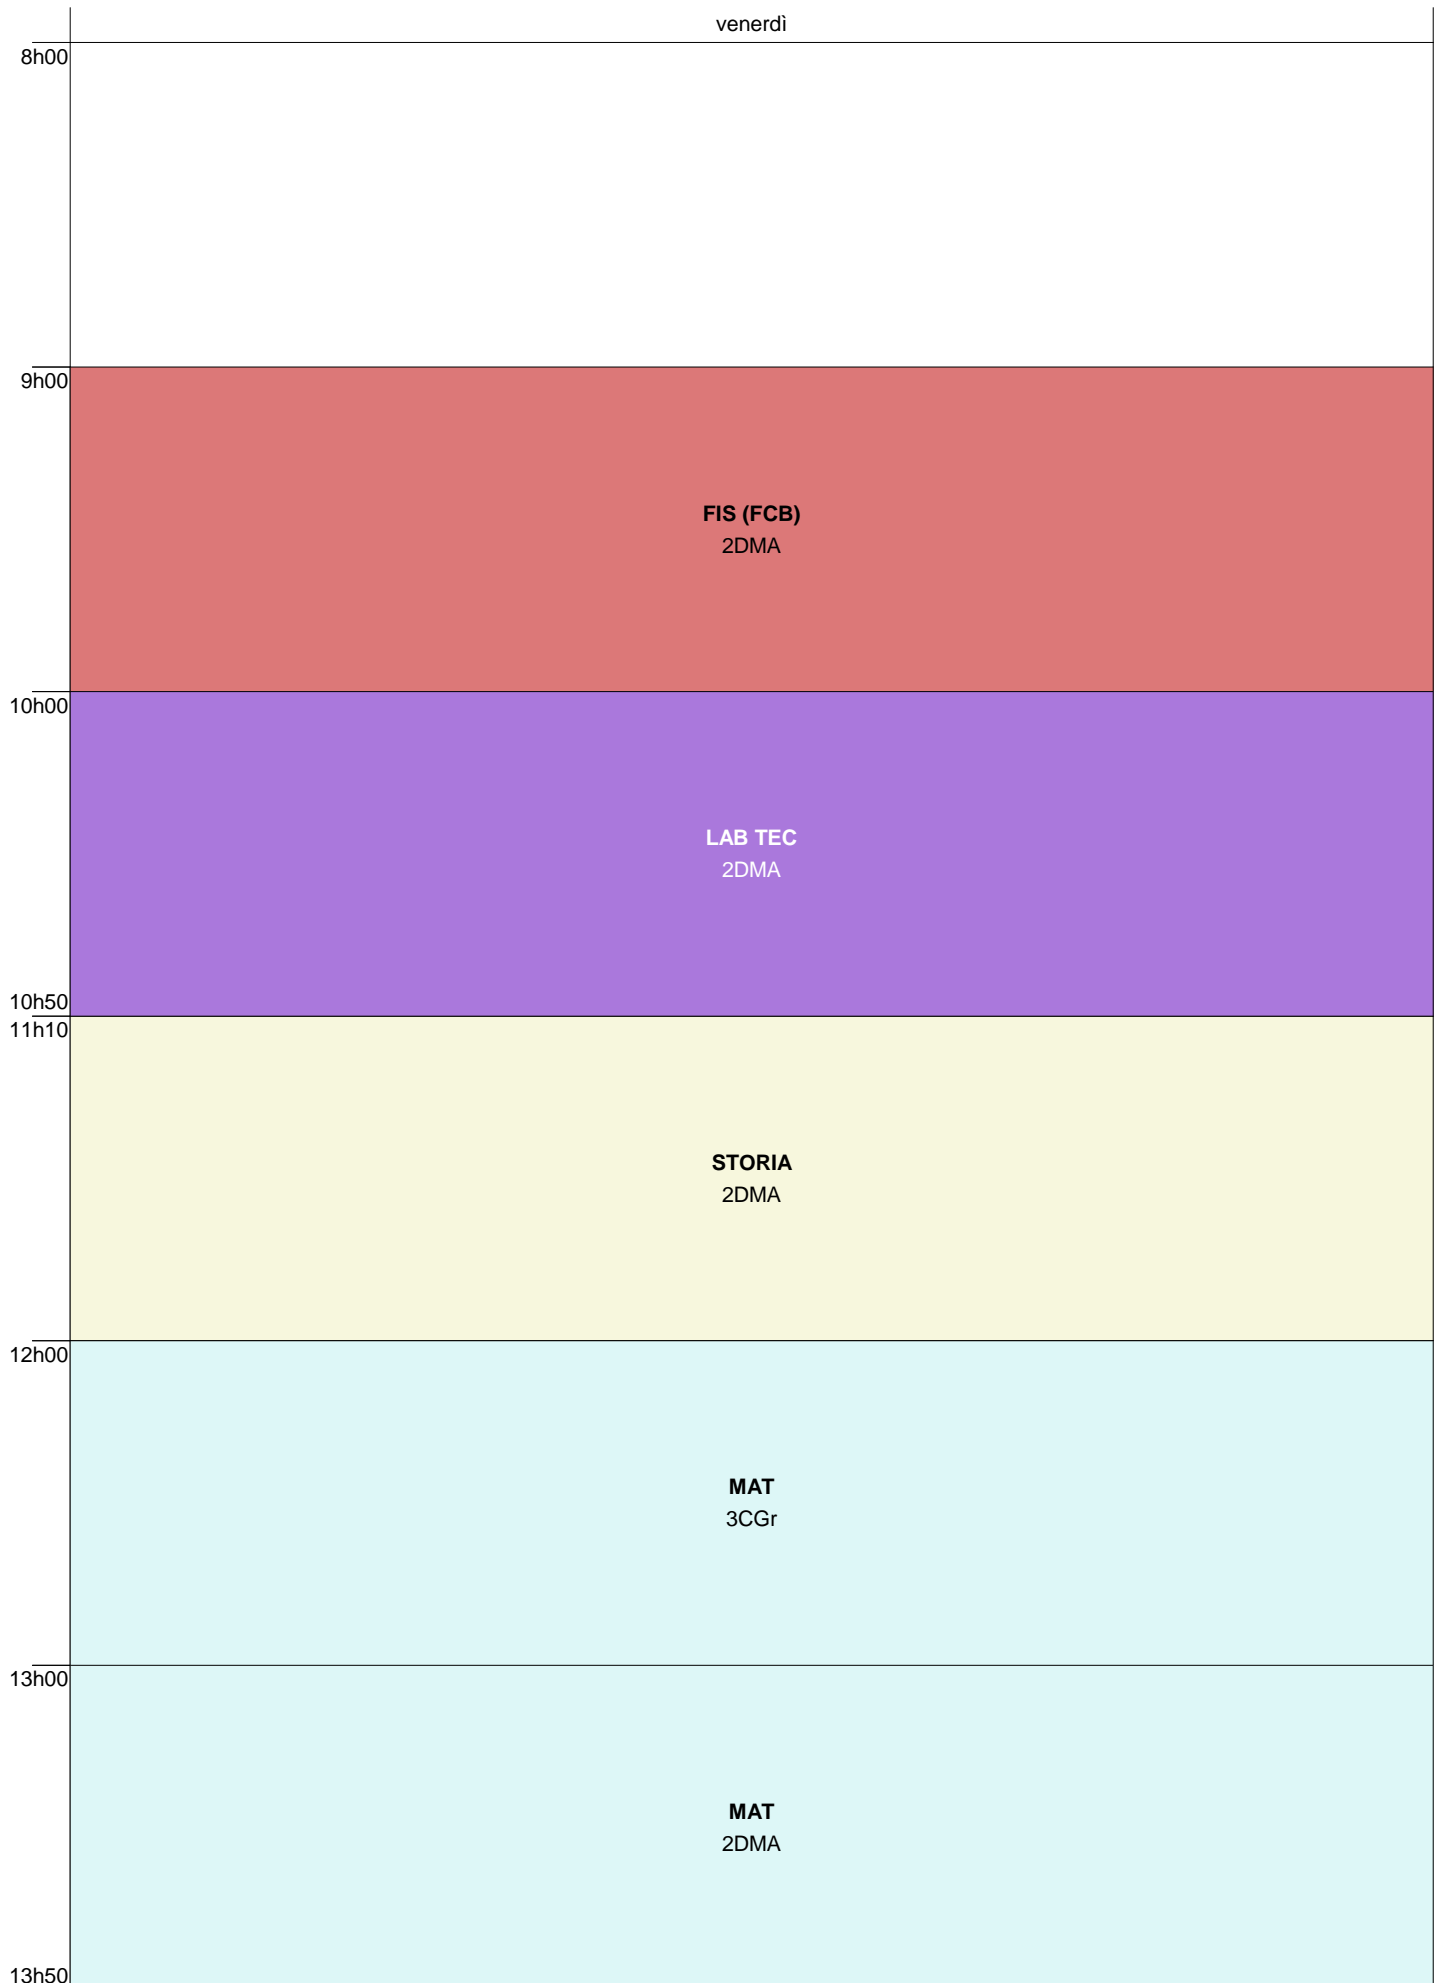 venerdì
8h00
9h00
FIS (FCB)
2DMA
10h00
LAB TEC
2DMA
10h50
11h10
STORIA
2DMA
12h00
MAT
3CGr
13h00
MAT
2DMA
13h50